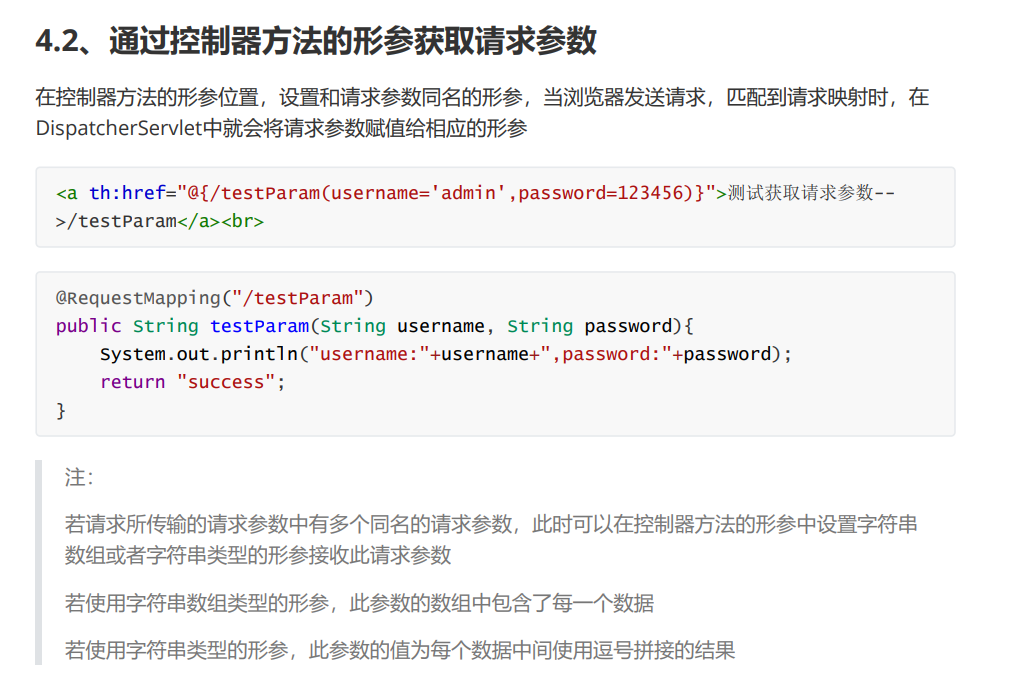 4.2、通过控制器方法的形参获取请求参数
在控制器方法的形参位置，设置和请求参数同名的形参，当浏览器发送请求，匹配到请求映射时，在
DispatcherServlet中就会将请求参数赋值给相应的形参
<a th:href="@{/testParam(username='admin',password=123456)}">测试获取请求参数--
>/testParam</a><br>
@RequestMapping("/testParam")
public String testParam(String username, String password){
    System.out.println("username:"+username+",password:"+password);
    return "success";
}
注：
若请求所传输的请求参数中有多个同名的请求参数，此时可以在控制器方法的形参中设置字符串
数组或者字符串类型的形参接收此请求参数
若使用字符串数组类型的形参，此参数的数组中包含了每一个数据
若使用字符串类型的形参，此参数的值为每个数据中间使用逗号拼接的结果